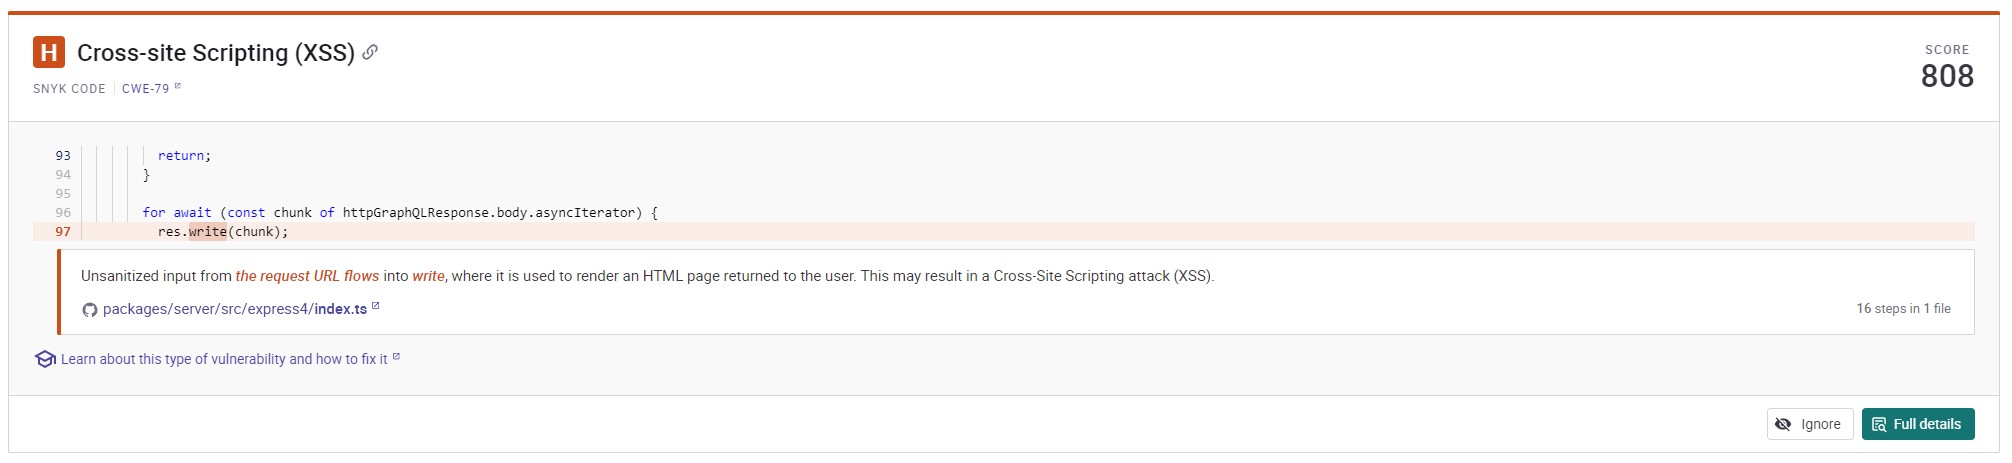 H Cross-site Scripting (XSS)
SCORE
808
SNYK CODE | CWE-79
93 return;
94 }
95
96 for await (const chunk of httpGraphQLResponse.body.asyncIterator) {
97 res.write(chunk);
Unsanitized input from the request URL flows into write, where it is used to render an HTML page returned to the user. This may result in a Cross-Site Scripting attack (XSS).
packages/server/src/express4/index.ts
16 steps in 1 file
Learn about this type of vulnerability and how to fix it
Ignore
Full details